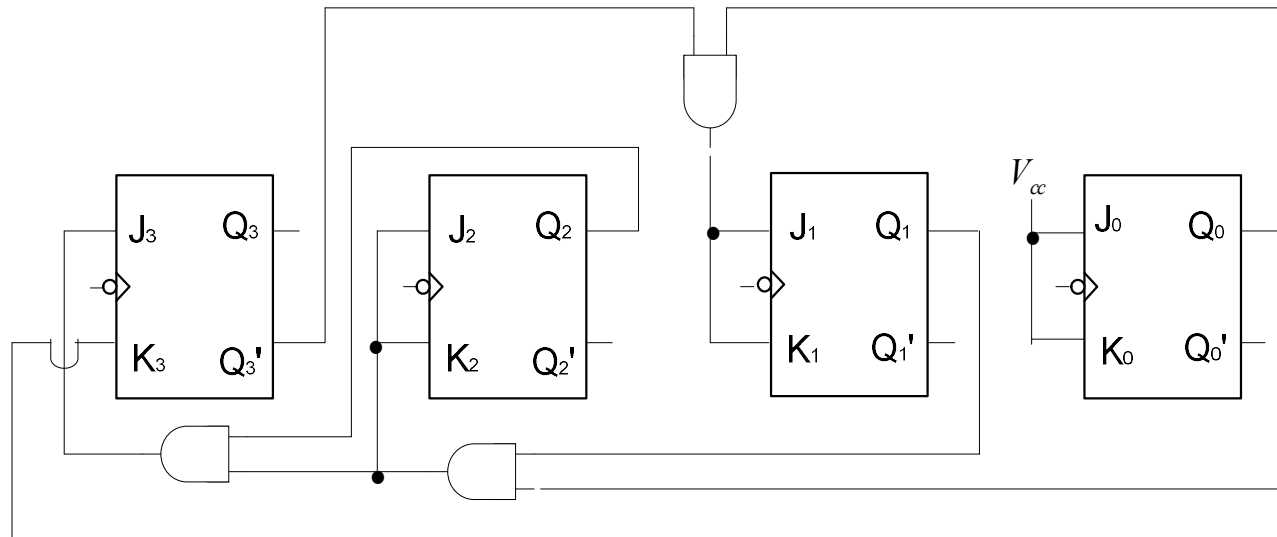 V_cc
J₃ Q₃
J₂ Q₂
J₁ Q₁
J₀ Q₀
K₃ Q₃'
K₂ Q₂'
K₁ Q₁'
K₀ Q₀'